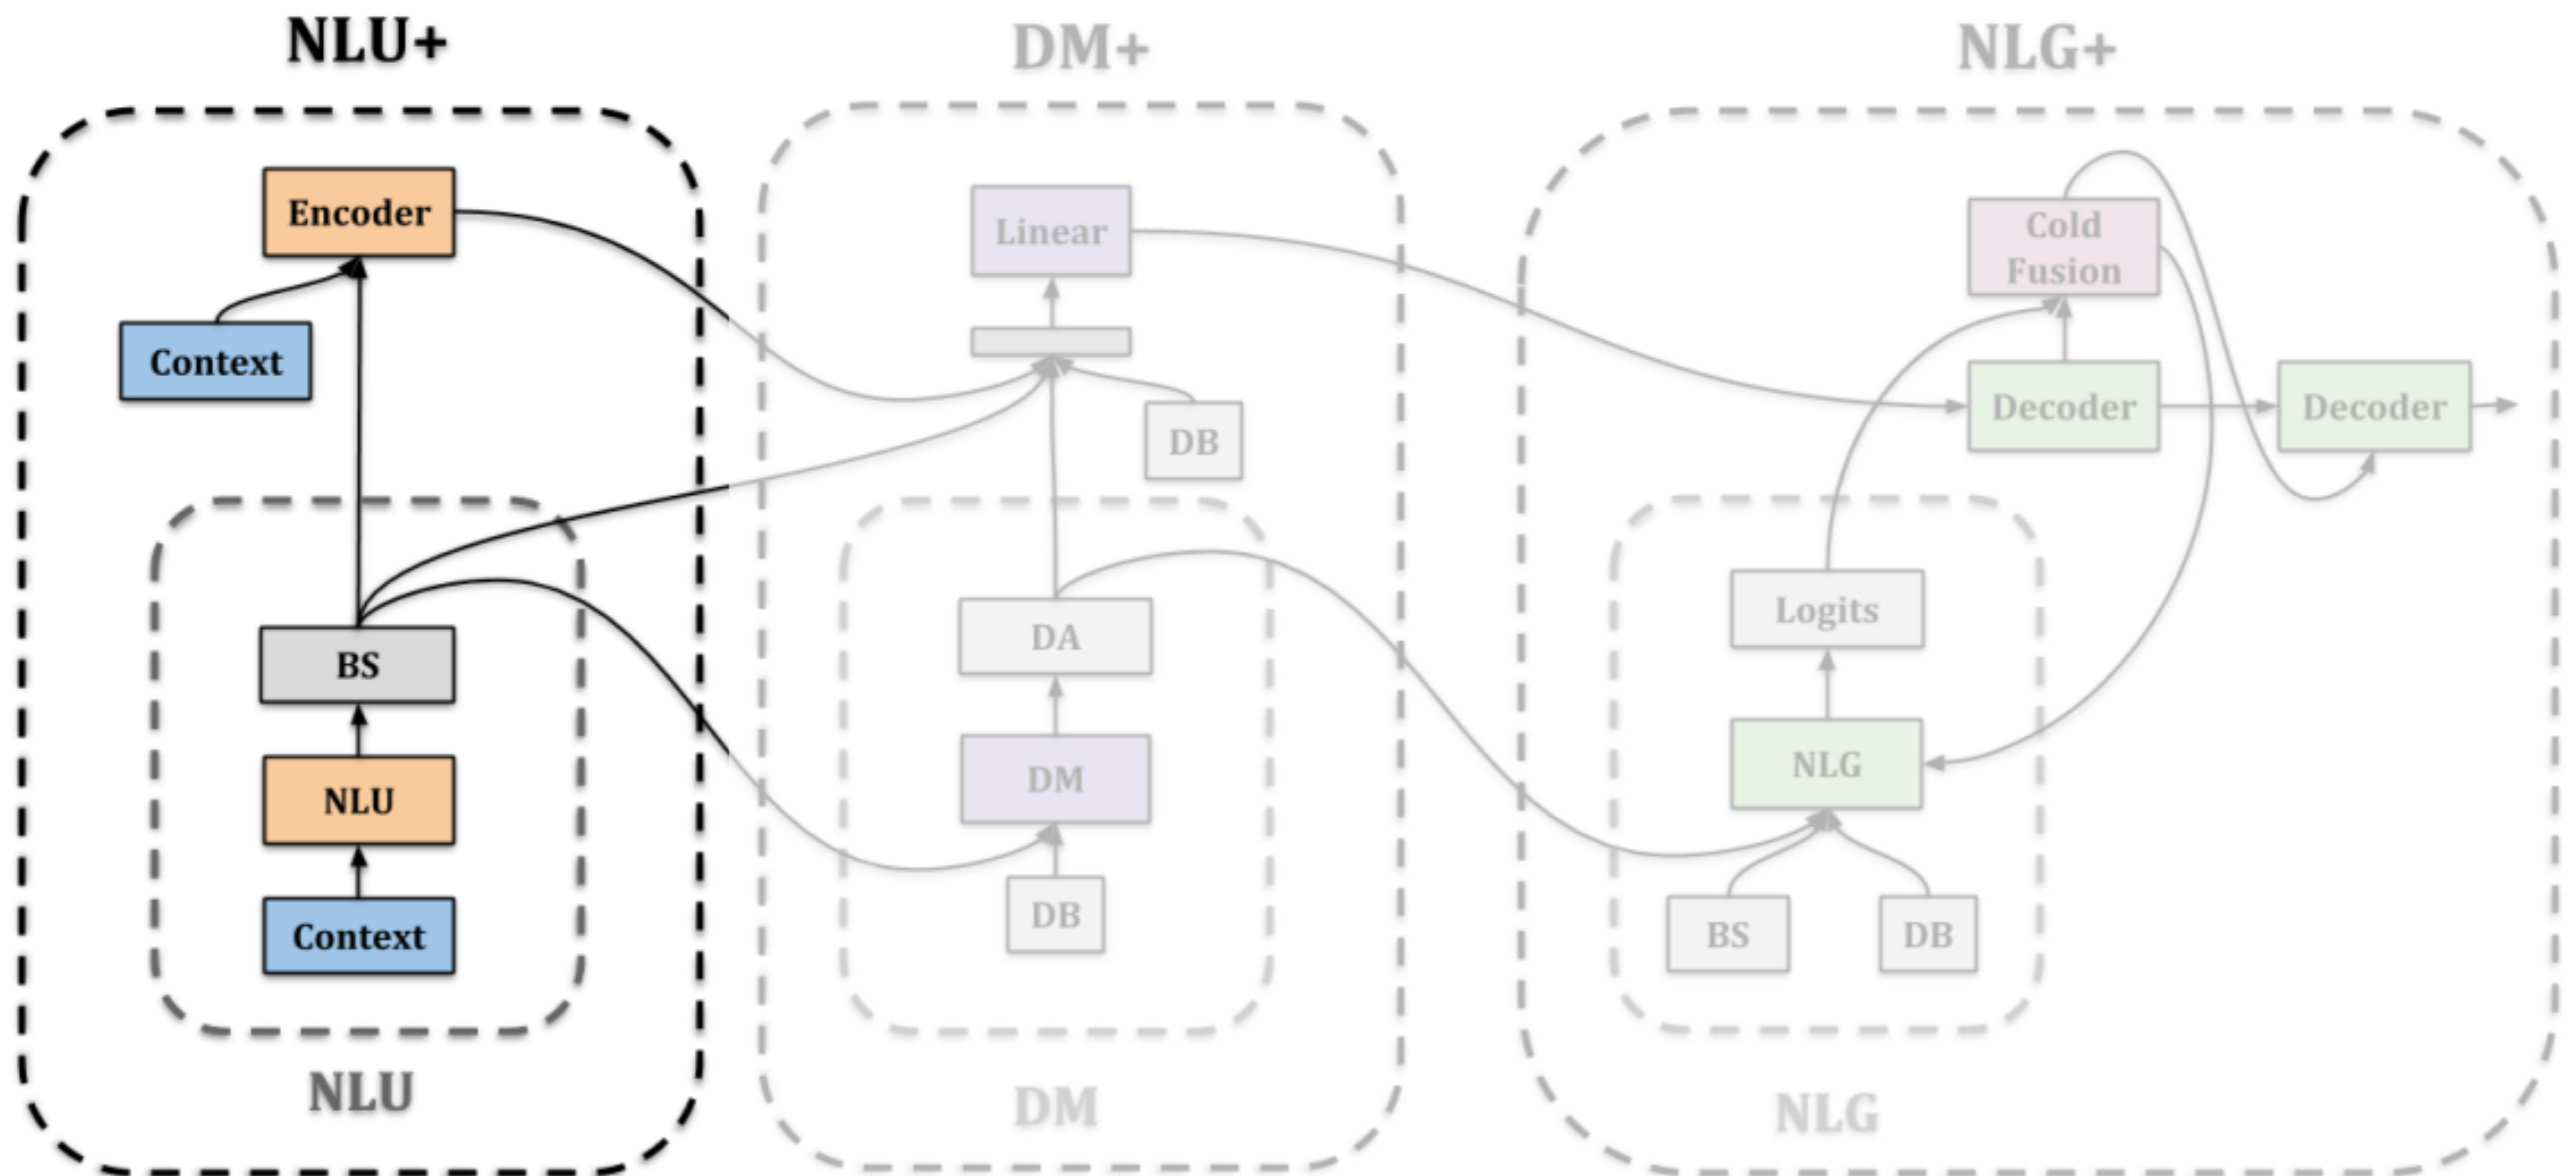 NLU+
Encoder
Context
BS
NLU
Context
NLU
DM+
Linear
DB
DA
DM
DB
DM
NLG+
Cold
Fusion
Decoder
Decoder
Logits
NLG
BS
DB
NLG